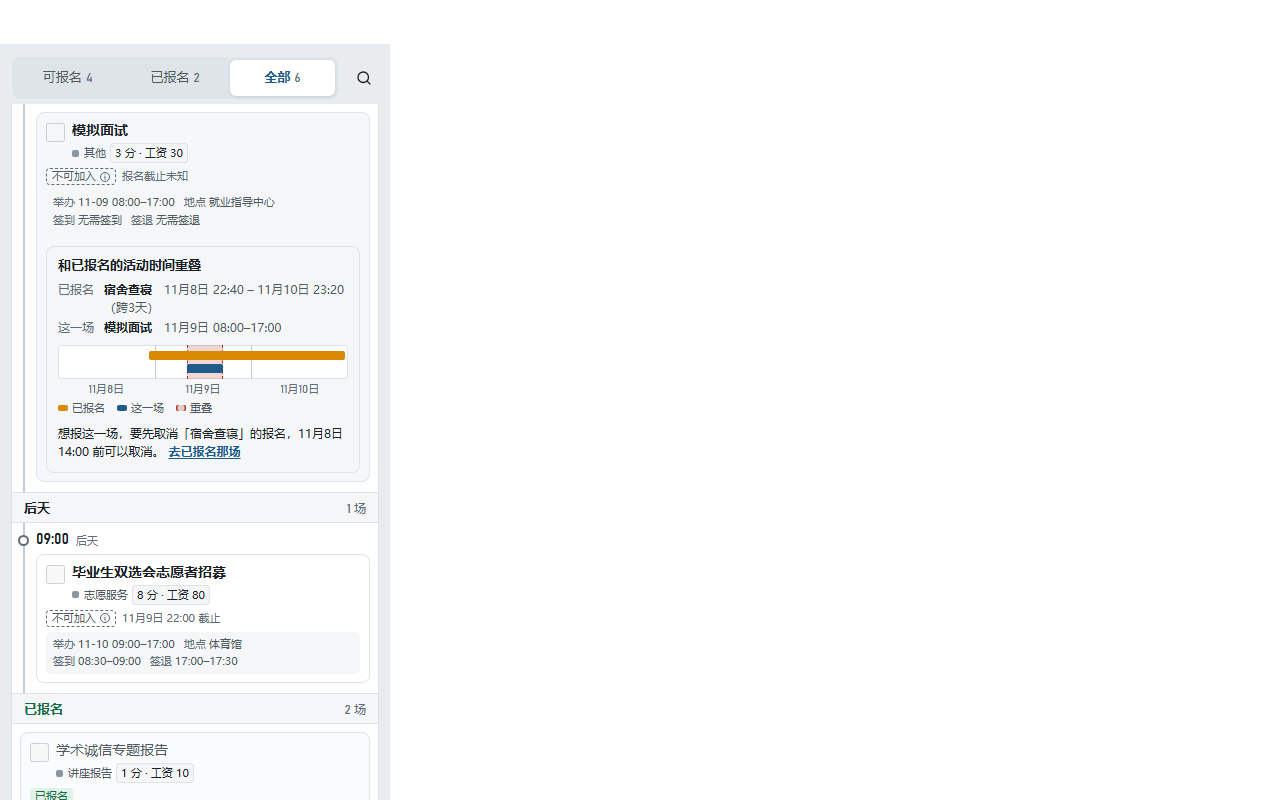 可报名 4 已报名 2 全部 6
模拟面试
其他 3 分 · 工资 30
不可加入 报名截止未知
举办 11-09 08:00–17:00 地点 就业指导中心
签到 无需签到 签退 无需签退
和已报名的活动时间重叠
已报名 宿舍查寝 11月8日 22:40 – 11月10日 23:20
（跨3天）
这一场 模拟面试 11月9日 08:00–17:00
11月8日 11月9日 11月10日
已报名 这一场 重叠
想报这一场，要先取消「宿舍查寝」的报名，11月8日
14:00 前可以取消。 去已报名那场
后天 1 场
09:00 后天
毕业生双选会志愿者招募
志愿服务 8 分 · 工资 80
不可加入 11月9日 22:00 截止
举办 11-10 09:00–17:00 地点 体育馆
签到 08:30–09:00 签退 17:00–17:30
已报名 2 场
学术诚信专题报告
讲座报告 1 分 · 工资 10
已报名